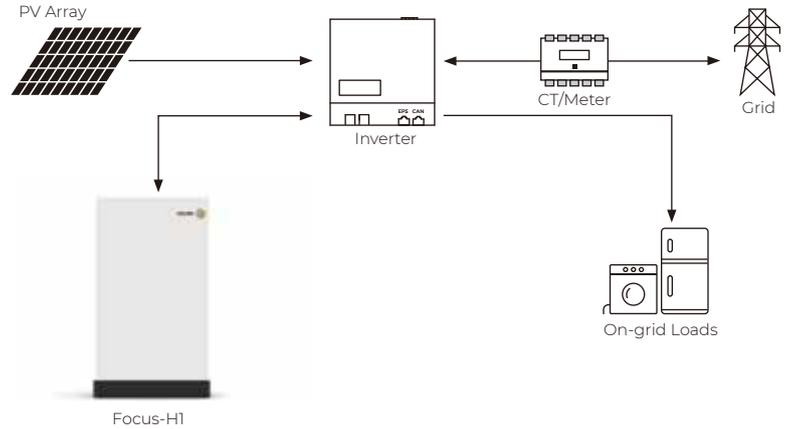 PV Array
EPS CAN
CT/Meter
Grid
Inverter
On-grid Loads
Focus-H1